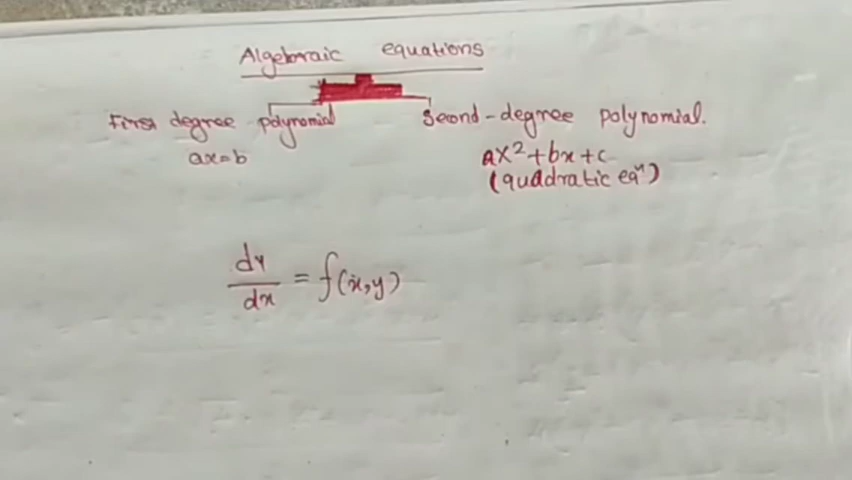 Algebraic equations
First degree polynomial
ax=b
Second-degree polynomial.
ax²+bx+c
(quadratic eqⁿ)
dy/dx = f(x,y)